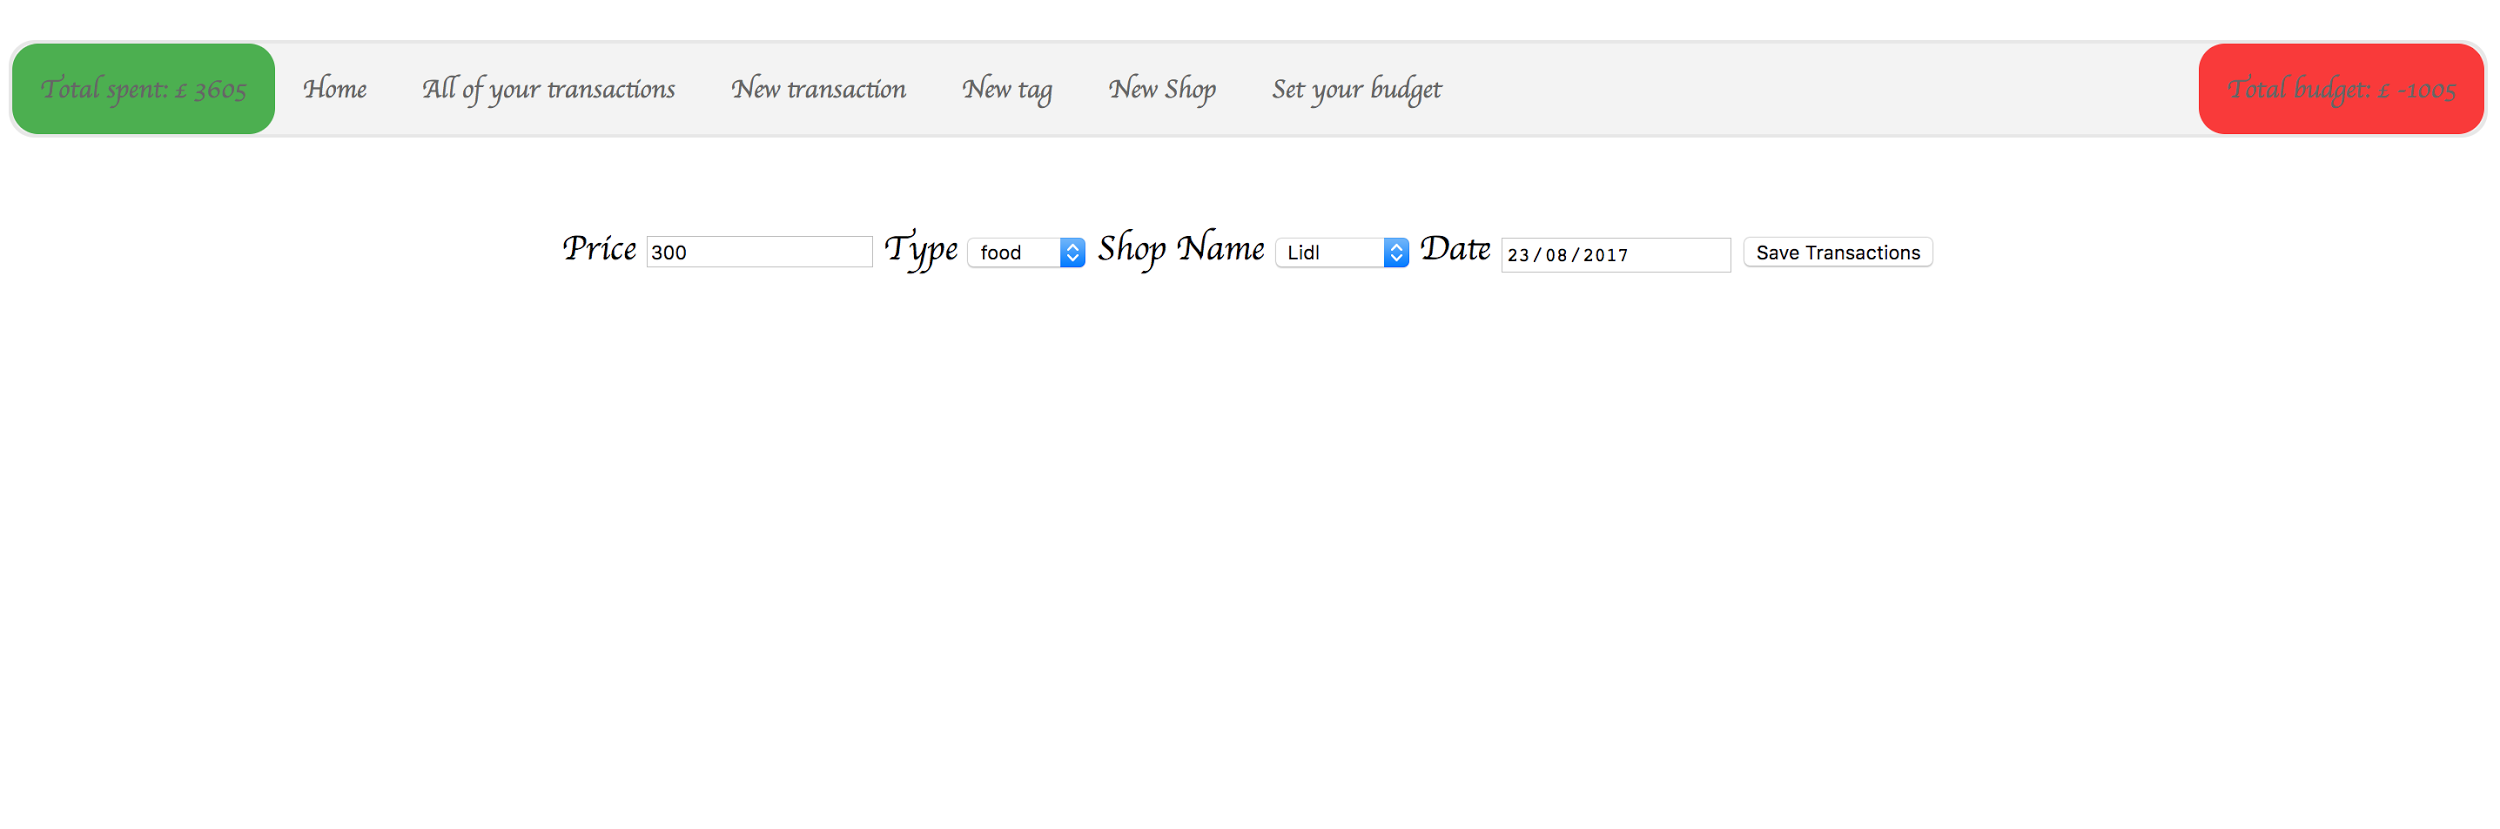 Total spent: £ 3605 Home All of your transactions New transaction New tag New Shop Set your budget Total budget: £ -1005
Price 300 Type food Shop Name Lidl Date 23/08/2017 Save Transactions